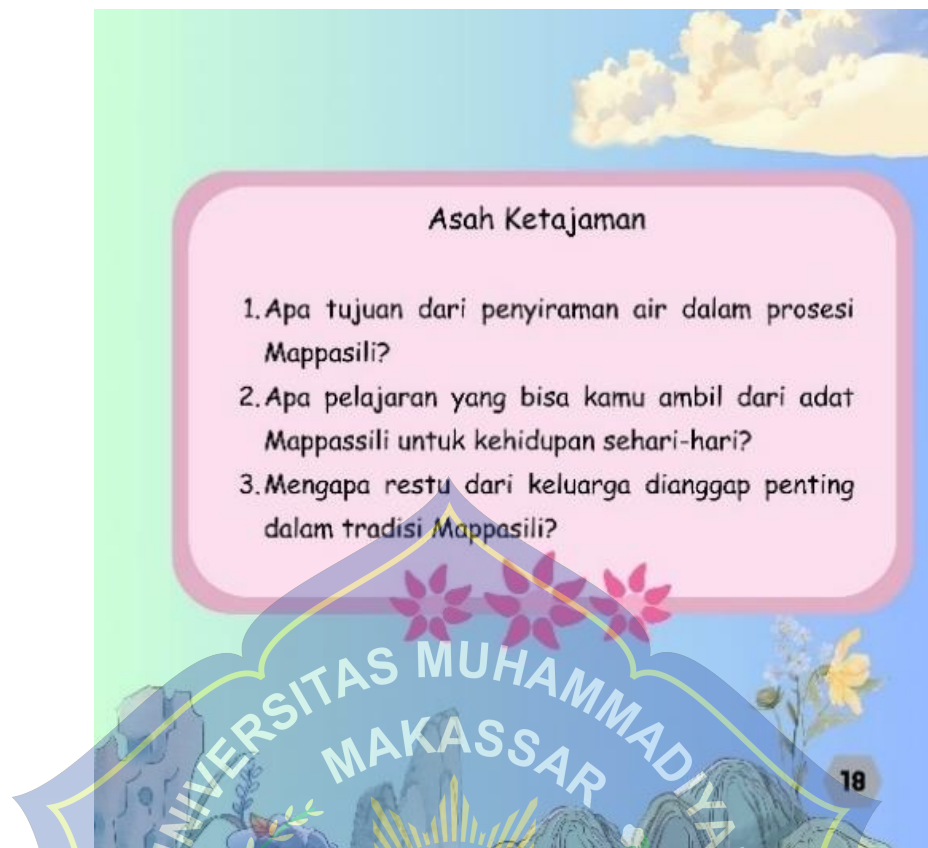 Asah Ketajaman
1. Apa tujuan dari penyiraman air dalam prosesi
Mappasili?
2. Apa pelajaran yang bisa kamu ambil dari adat
Mappassili untuk kehidupan sehari-hari?
3. Mengapa restu dari keluarga dianggap penting
dalam tradisi Mappasili?
UNIVERSITAS MUHAMMADIYA
MAKASSAR
18